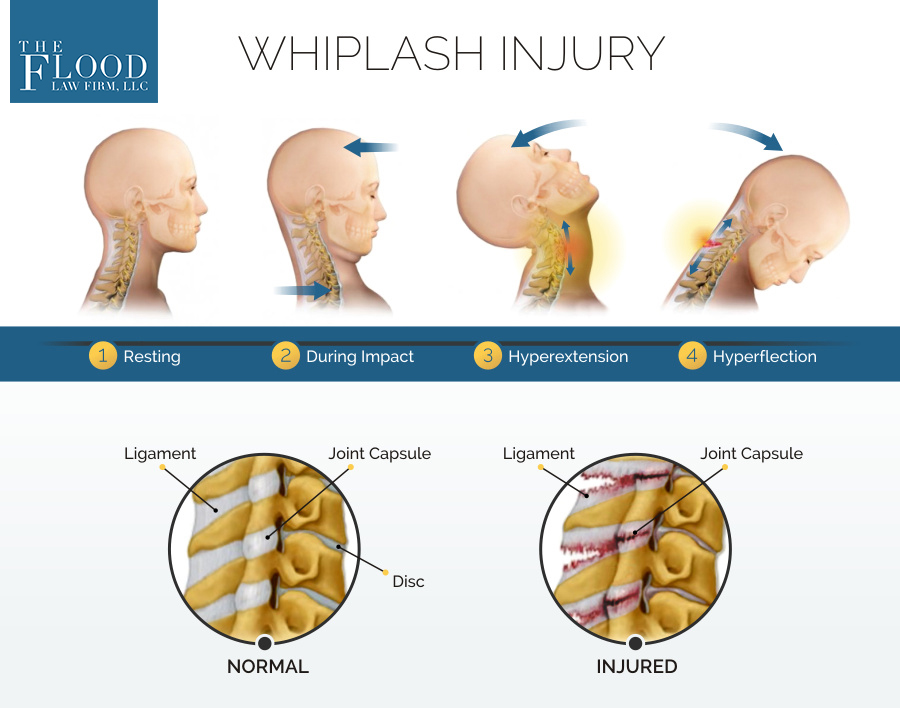 THE
FLOOD
LAW FIRM, LLC
WHIPLASH INJURY
1 Resting
2 During Impact
3 Hyperextension
4 Hyperflection
Ligament
Joint Capsule
Disc
NORMAL
Ligament
Joint Capsule
INJURED